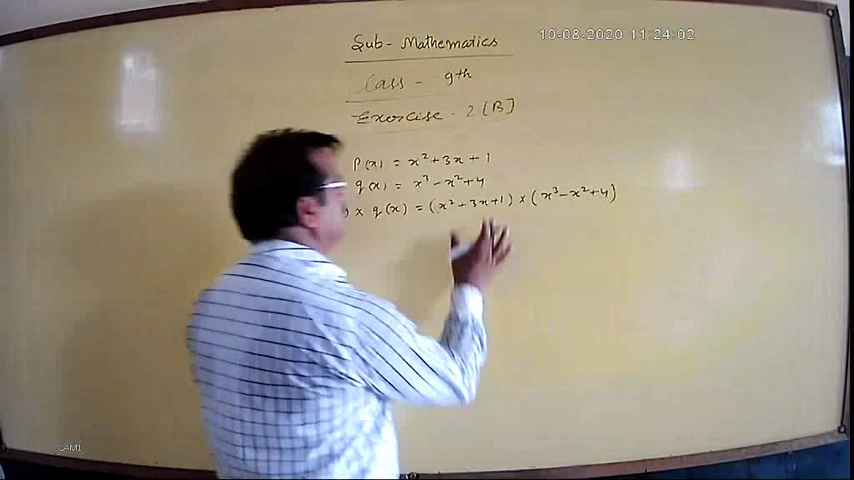 Sub - Mathematics
10-08-2020 11:24:02
Class - 9th
Exercise - 2 [B]
P(x) = x² + 3x + 1
q(x) = x³ - x² + 4
) x q(x) = (x² + 3x + 1) x (x³ - x² + 4)
CAM1